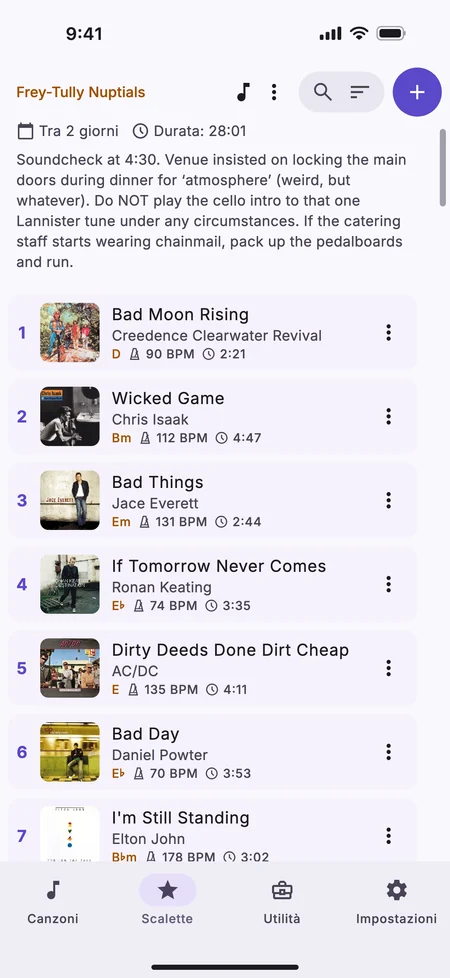 9:41
Frey-Tully Nuptials
Tra 2 giorni Durata: 28:01
Soundcheck at 4:30. Venue insisted on locking the main
doors during dinner for ‘atmosphere’ (weird, but
whatever). Do NOT play the cello intro to that one
Lannister tune under any circumstances. If the catering
staff starts wearing chainmail, pack up the pedalboards
and run.
1
Bad Moon Rising
Creedence Clearwater Revival
D 90 BPM 2:21
2
Wicked Game
Chris Isaak
Bm 112 BPM 4:47
3
Bad Things
Jace Everett
Em 131 BPM 2:44
4
If Tomorrow Never Comes
Ronan Keating
E♭ 74 BPM 3:35
5
Dirty Deeds Done Dirt Cheap
AC/DC
E 135 BPM 4:11
6
Bad Day
Daniel Powter
E♭ 70 BPM 3:53
7
I'm Still Standing
Elton John
B♭m 178 BPM 3:02
Canzoni Scalette Utilità Impostazioni